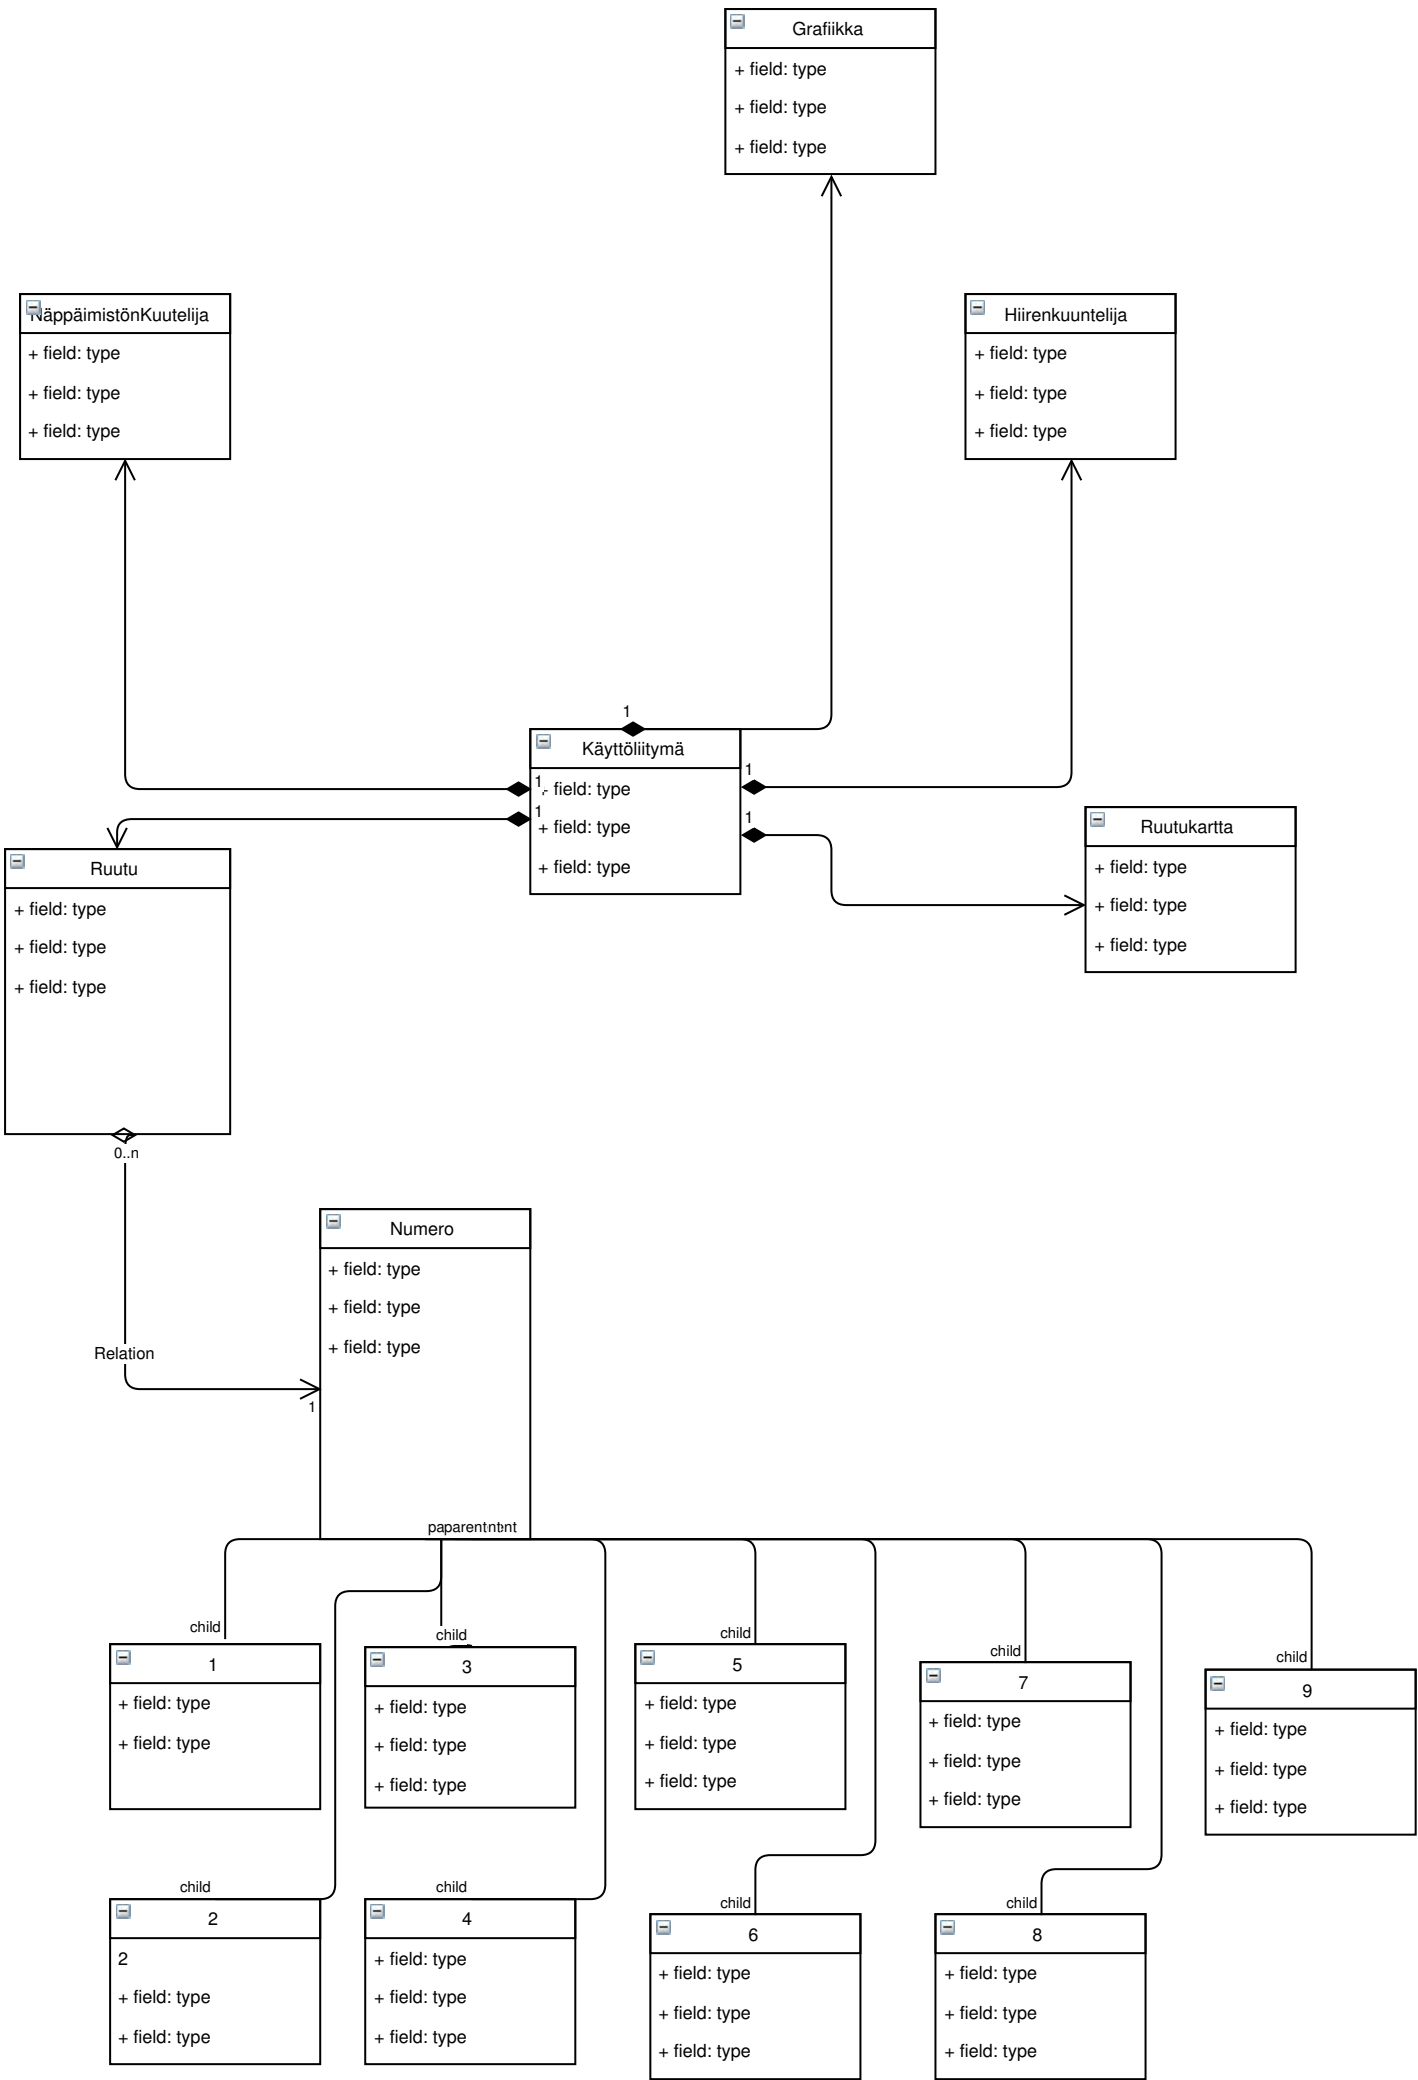 Grafiikka
+ field: type
+ field: type
+ field: type
NäppäimistönKuutelija
+ field: type
+ field: type
+ field: type
Hiirenkuuntelija
+ field: type
+ field: type
+ field: type
1
Käyttöliitymä
1
+ field: type
1
+ field: type
+ field: type
1
1
Ruutukartta
+ field: type
+ field: type
+ field: type
Ruutu
+ field: type
+ field: type
+ field: type
0..n
Relation
1
Numero
+ field: type
+ field: type
+ field: type
child
1
+ field: type
+ field: type
child
3
+ field: type
+ field: type
+ field: type
child
5
+ field: type
+ field: type
+ field: type
child
7
+ field: type
+ field: type
+ field: type
child
9
+ field: type
+ field: type
+ field: type
child
2
2
+ field: type
+ field: type
child
4
+ field: type
+ field: type
+ field: type
child
6
+ field: type
+ field: type
+ field: type
child
8
+ field: type
+ field: type
+ field: type